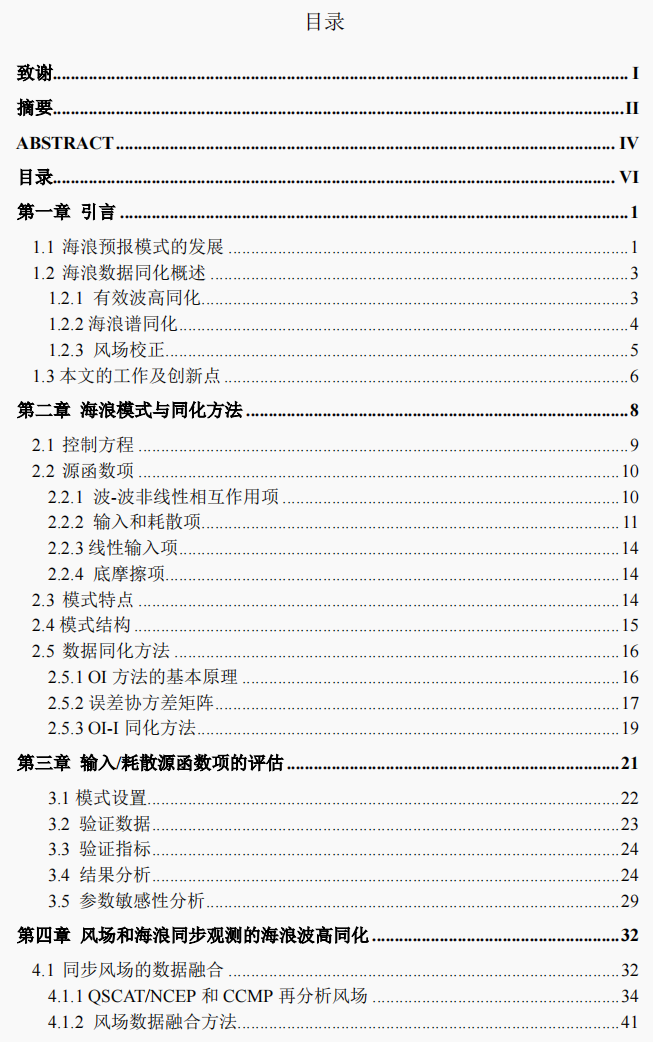 目录
致谢 I
摘要 II
ABSTRACT IV
目录 VI
第一章 引言 1
1.1 海浪预报模式的发展 1
1.2 海浪数据同化概述 3
1.2.1 有效波高同化 3
1.2.2 海浪谱同化 4
1.2.3 风场校正 5
1.3 本文的工作及创新点 6
第二章 海浪模式与同化方法 8
2.1 控制方程 9
2.2 源函数项 10
2.2.1 波-波非线性相互作用项 10
2.2.2 输入和耗散项 11
2.2.3 线性输入项 14
2.2.4 底摩擦项 14
2.3 模式特点 14
2.4 模式结构 15
2.5 数据同化方法 16
2.5.1 OI 方法的基本原理 16
2.5.2 误差协方差矩阵 17
2.5.3 OI-I 同化方法 19
第三章 输入/耗散源函数项的评估 21
3.1 模式设置 22
3.2 验证数据 23
3.3 验证指标 24
3.4 结果分析 24
3.5 参数敏感性分析 29
第四章 风场和海浪同步观测的海浪波高同化 32
4.1 同步风场的数据融合 32
4.1.1 QSCAT/NCEP 和 CCMP 再分析风场 34
4.1.2 风场数据融合方法 41